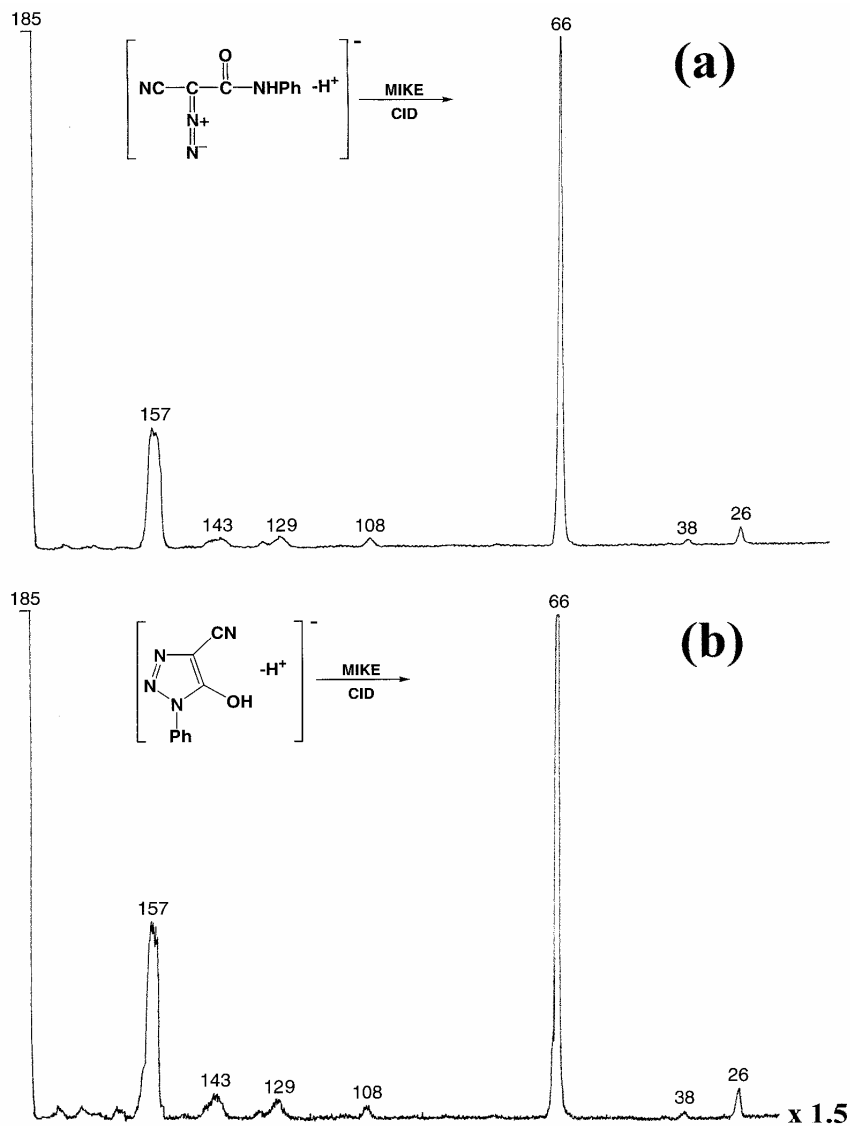 185
66
(a)
O
NC C C NHPh -H+
N+
N–
-
MIKE
CID
157
143
129
108
38
26
185
66
(b)
CN
N
N
N
OH
Ph
-H+
-
MIKE
CID
157
143
129
108
38
26
x 1.5